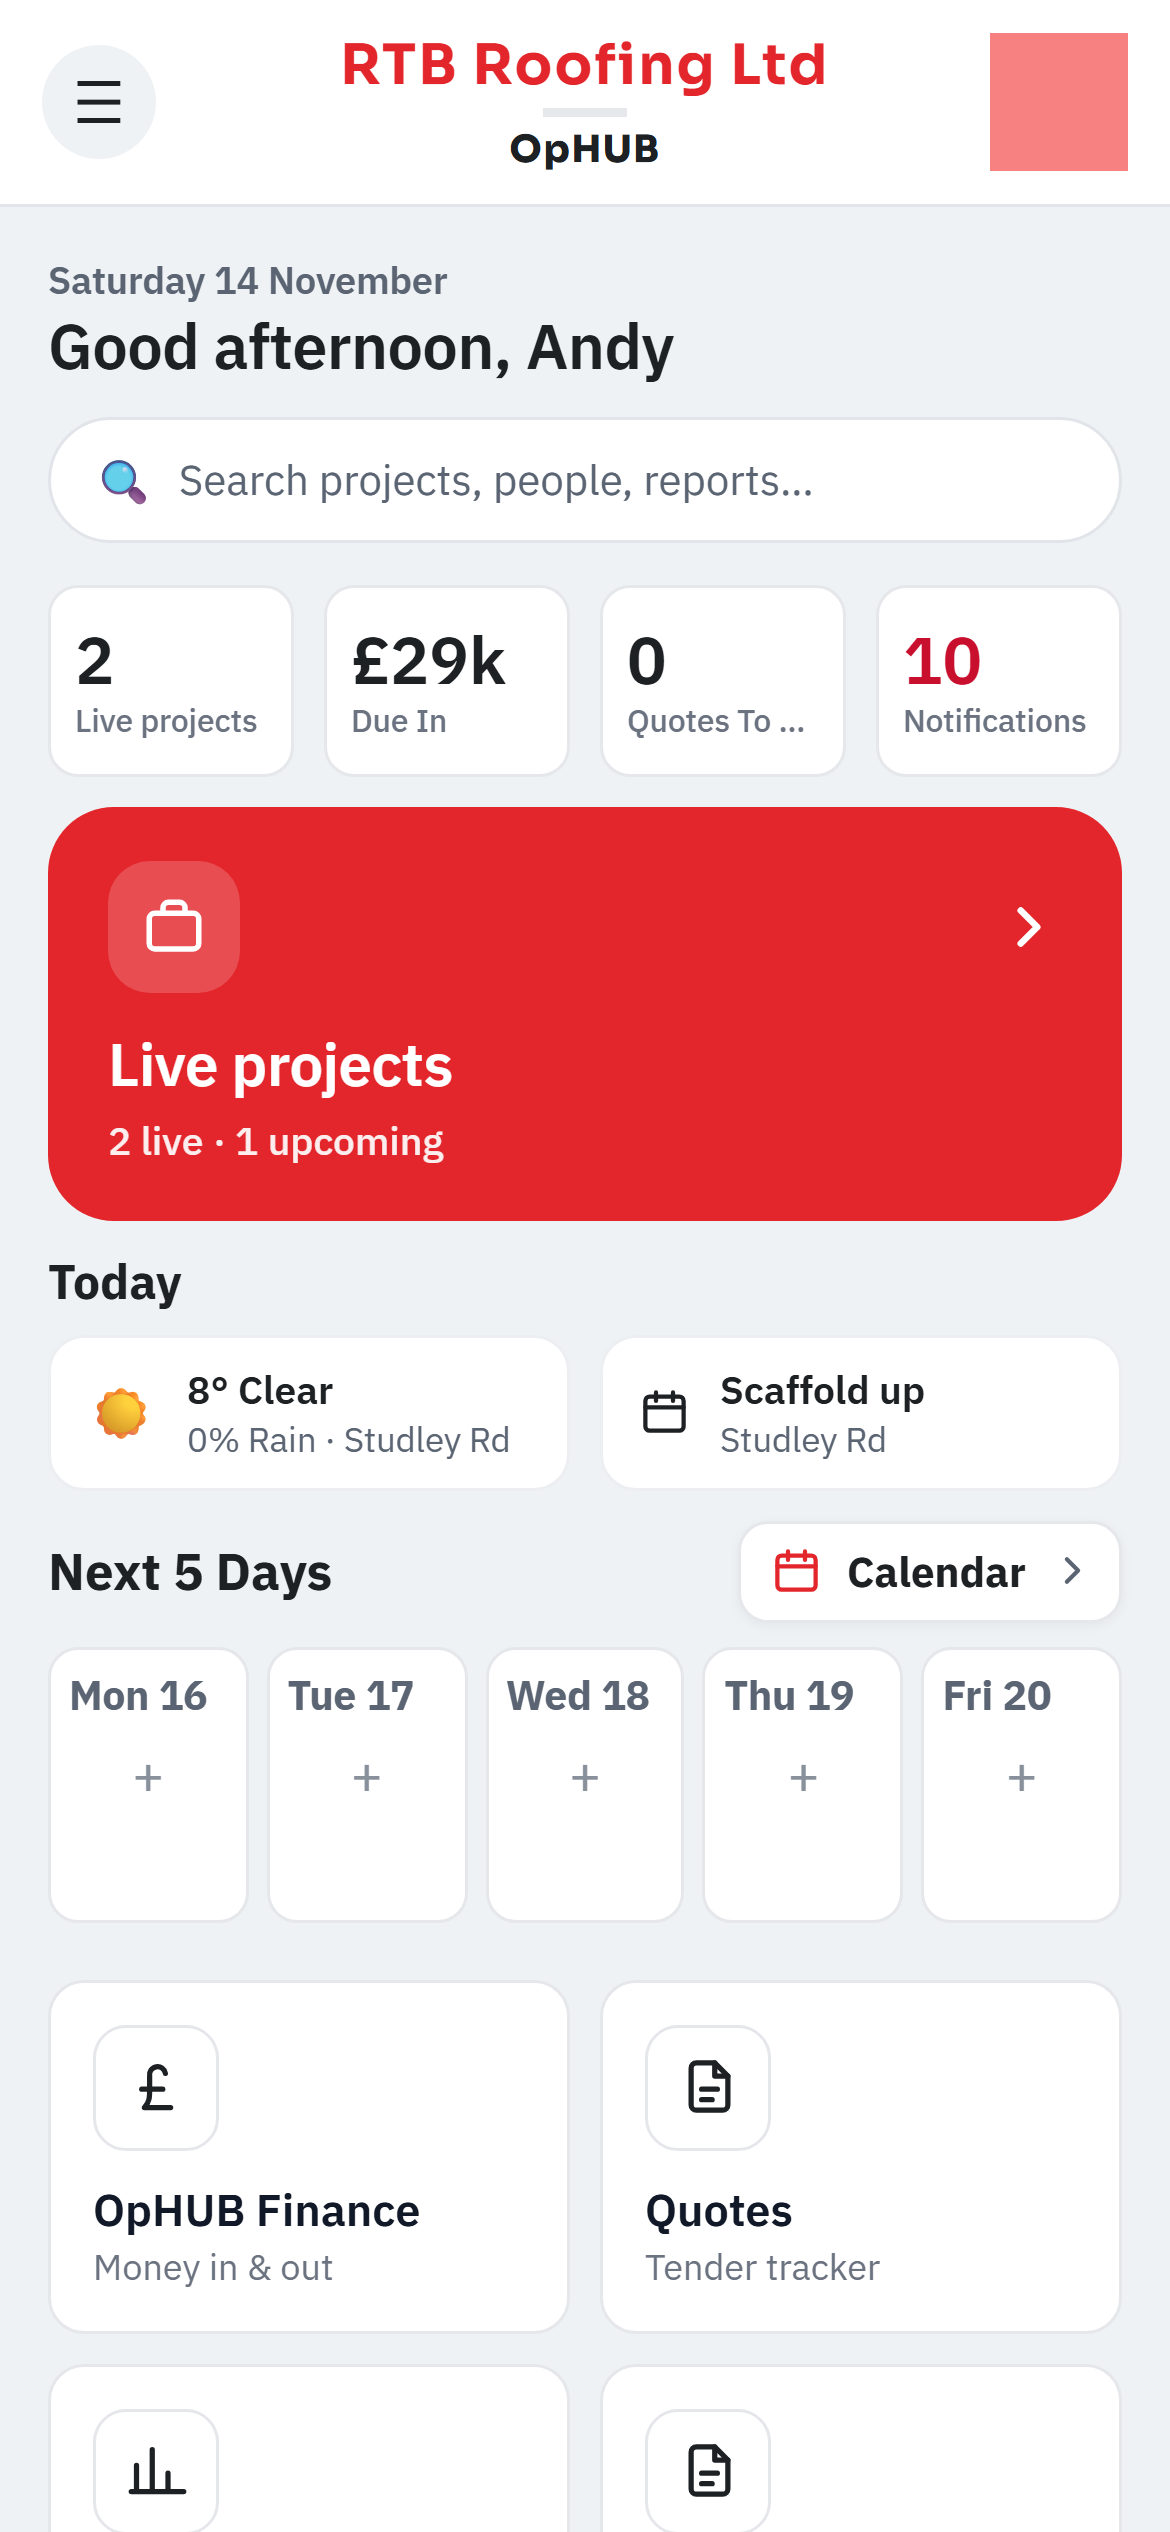 RTB Roofing Ltd
OpHUB
Saturday 14 November
Good afternoon, Andy
Search projects, people, reports...
2
Live projects
£29k
Due In
0
Quotes To ...
10
Notifications
Live projects
2 live · 1 upcoming
Today
8° Clear
0% Rain · Studley Rd
Scaffold up
Studley Rd
Next 5 Days
Calendar
Mon 16
+
Tue 17
+
Wed 18
+
Thu 19
+
Fri 20
+
£
OpHUB Finance
Money in & out
Quotes
Tender tracker